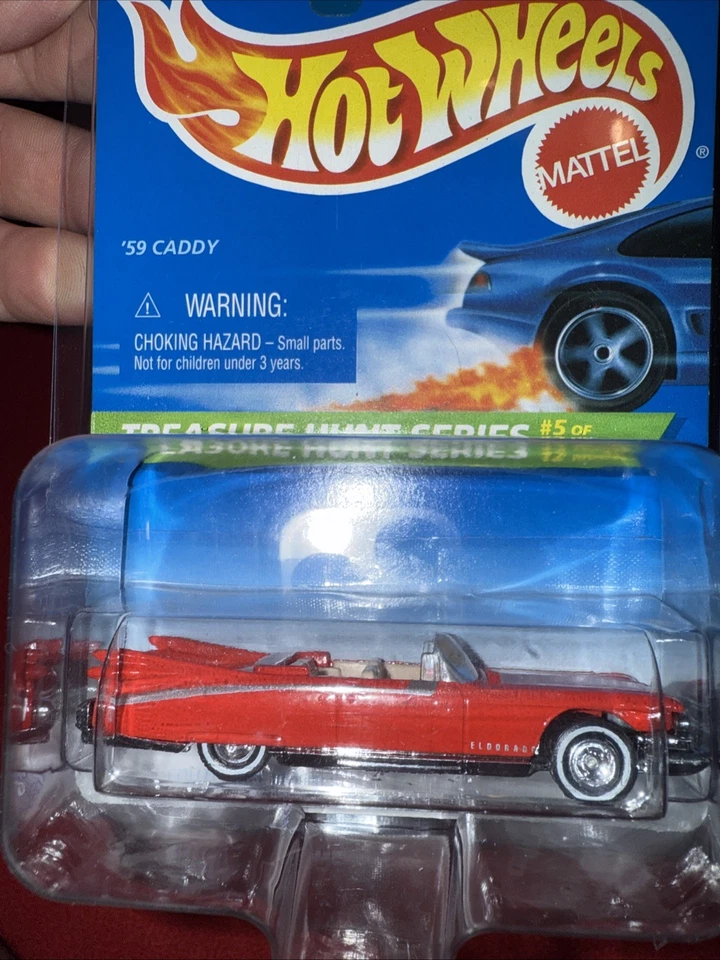 HOT WHEELS
MATTEL
®
'59 CADDY
WARNING:
CHOKING HAZARD – Small parts.
Not for children under 3 years.
TREASURE HUNT SERIES #5 OF
ELDORADO